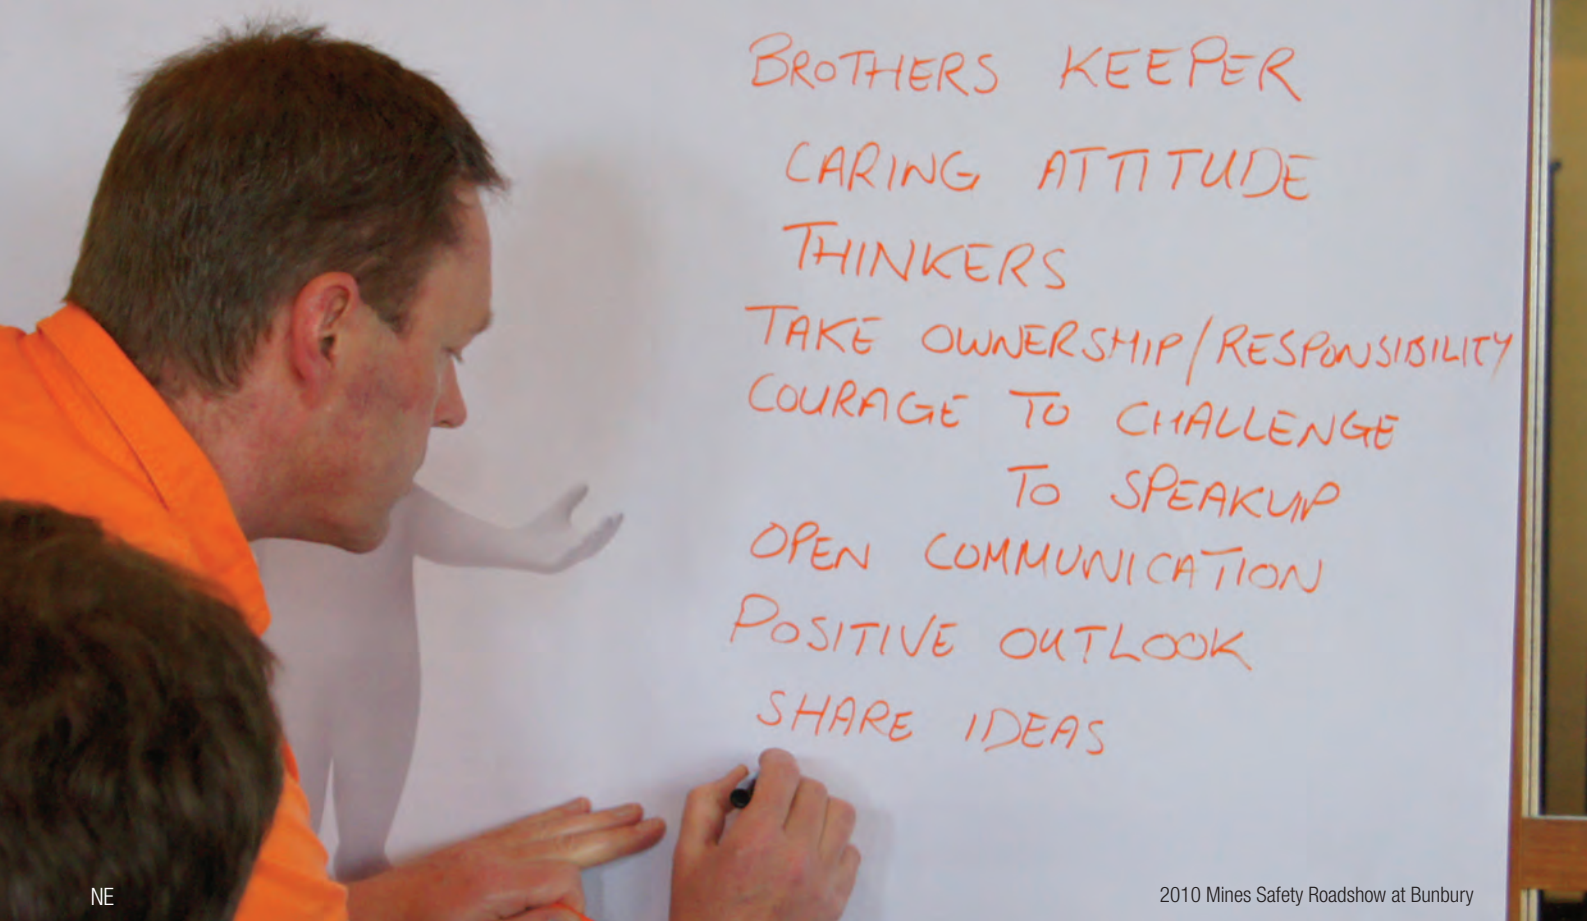 BROTHERS KEEPER
CARING ATTITUDE
THINKERS
TAKE OWNERSHIP/RESPONSIBILITY
COURAGE TO CHALLENGE
TO SPEAKUP
OPEN COMMUNICATION
POSITIVE OUTLOOK
SHARE IDEAS
NE
2010 Mines Safety Roadshow at Bunbury